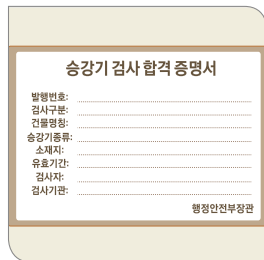 승강기 검사 합격 증명서
발행번호:
검사구분:
건물명칭:
승강기종류:
소재지:
유효기간:
검사자:
검사기관:
행정안전부장관